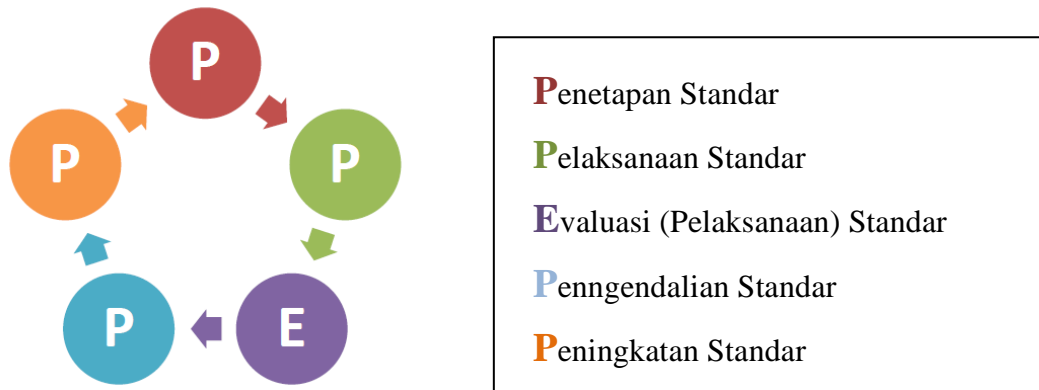 P
P
P
P
E
Penetapan Standar
Pelaksanaan Standar
Evaluasi (Pelaksanaan) Standar
Penngendalian Standar
Peningkatan Standar